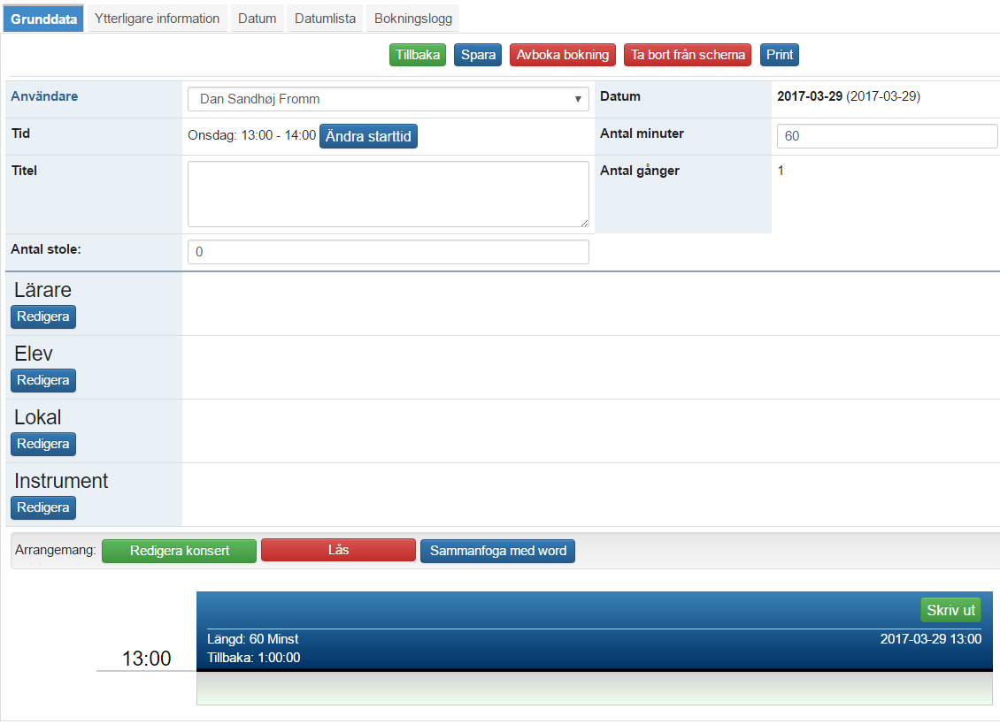 Grunddata Ytterligare information Datum Datumlista Bokningslogg
Tillbaka Spara Avboka bokning Ta bort från schema Print
Användare Dan Sandhøj Fromm Datum 2017-03-29 (2017-03-29)
Tid Onsdag: 13:00 - 14:00 Ändra starttid Antal minuter 60
Titel Antal gånger 1
Antal stole: 0
Lärare
Redigera
Elev
Redigera
Lokal
Redigera
Instrument
Redigera
Arrangemang: Redigera konsert Lås Sammanfoga med word
Skriv ut
Längd: 60 Minst 2017-03-29 13:00
Tillbaka: 1:00:00
13:00